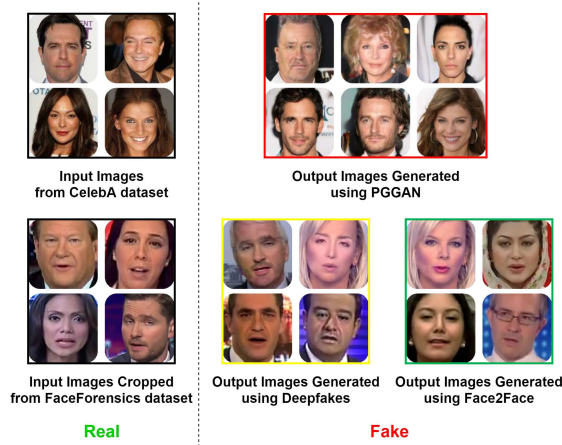 Input Images
from CelebA dataset
Output Images Generated
using PGGAN
Input Images Cropped
from FaceForensics dataset
Output Images Generated
using Deepfakes
Output Images Generated
using Face2Face
Real
Fake